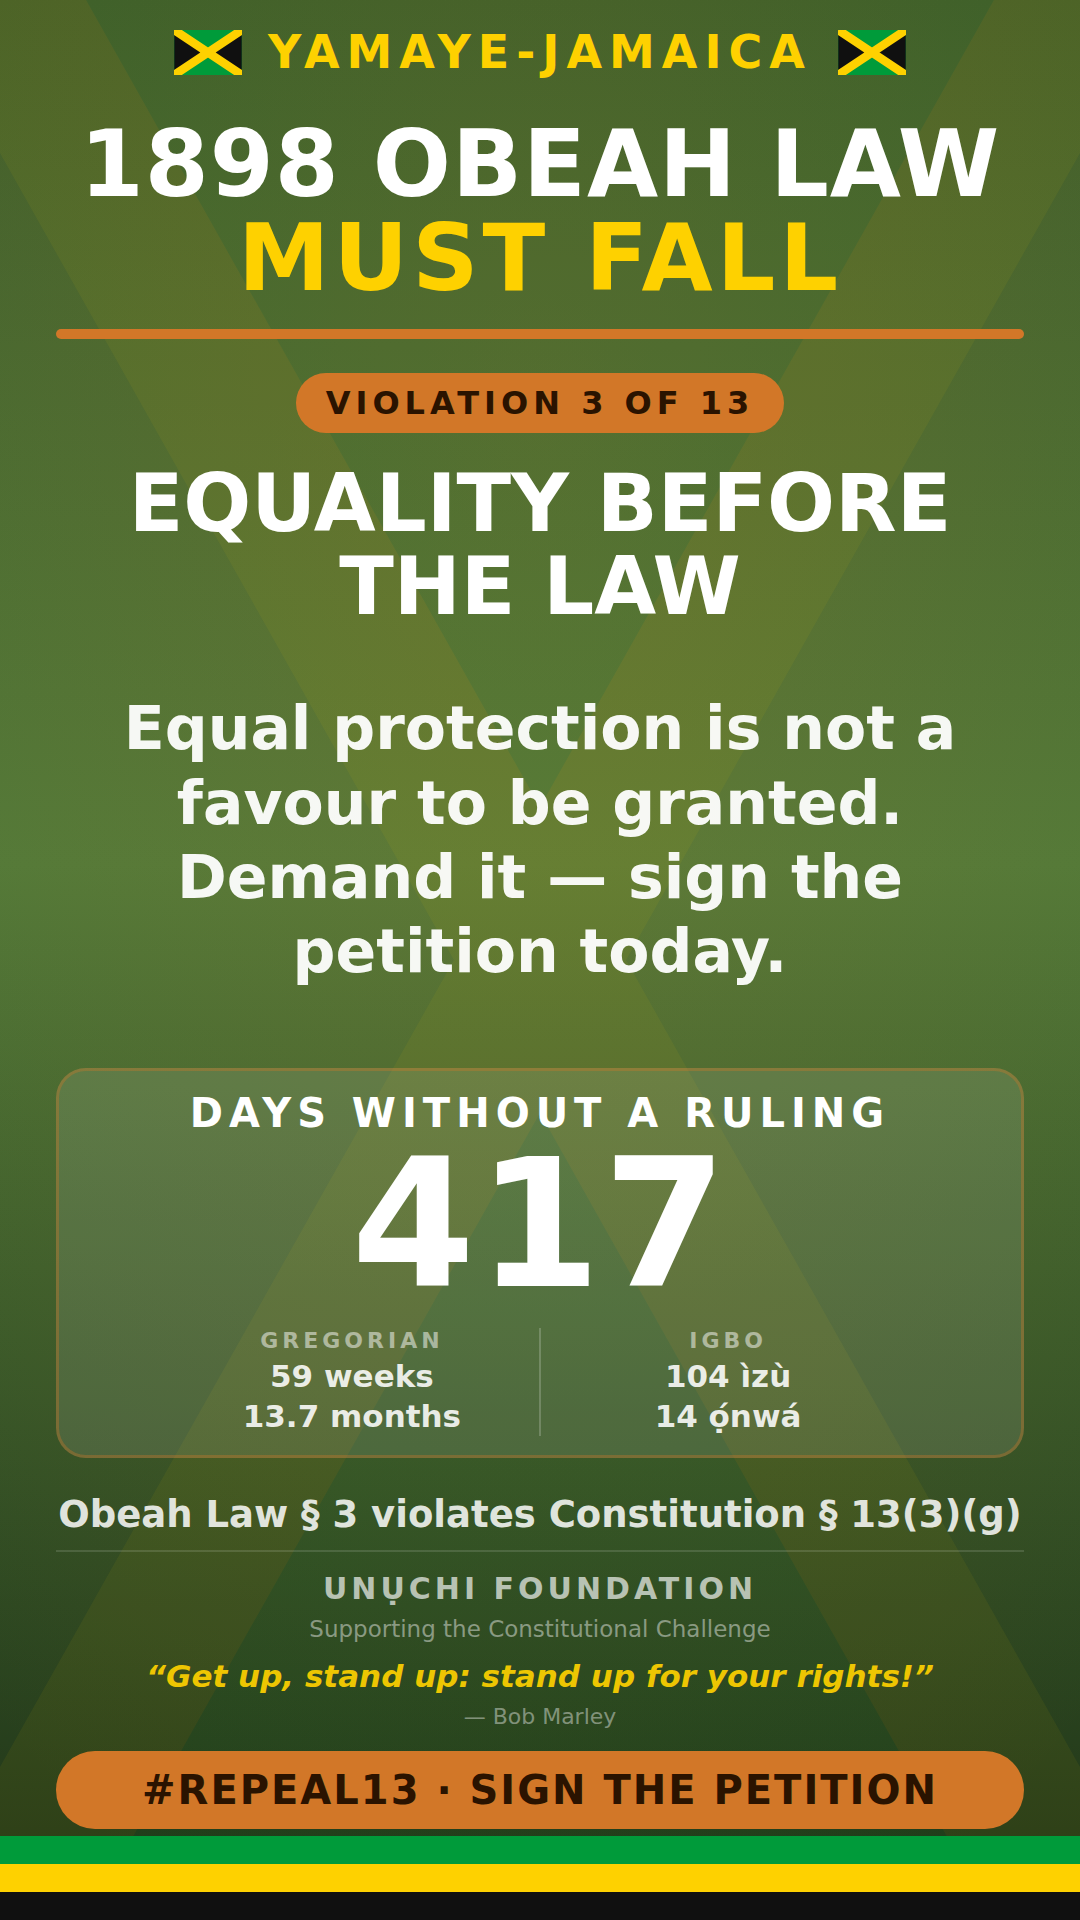 YAMAYE-JAMAICA
1898 OBEAH LAW
MUST FALL
VIOLATION 3 OF 13
EQUALITY BEFORE
THE LAW
Equal protection is not a
favour to be granted.
Demand it — sign the
petition today.
DAYS WITHOUT A RULING
417
GREGORIAN
59 weeks
13.7 months
IGBO
104 ìzù
14 ọ́nwá
Obeah Law § 3 violates Constitution § 13(3)(g)
UNỤCHI FOUNDATION
Supporting the Constitutional Challenge
“Get up, stand up: stand up for your rights!”
— Bob Marley
#REPEAL13 · SIGN THE PETITION